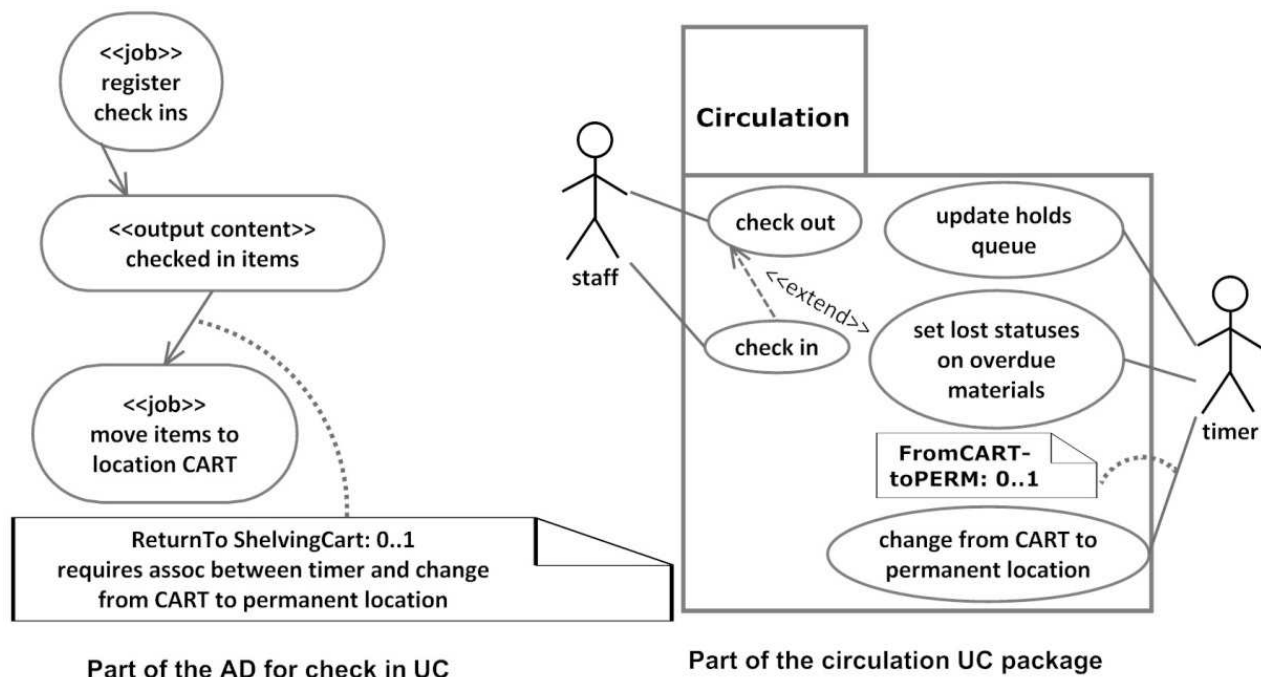 <<job>>
register
check ins
<<output content>>
checked in items
<<job>>
move items to
location CART
ReturnTo ShelvingCart: 0..1
requires assoc between timer and change
from CART to permanent location
Part of the AD for check in UC
Circulation
staff
check out
<<extend>>
check in
update holds
queue
set lost statuses
on overdue
materials
timer
FromCART-
toPERM: 0..1
change from CART to
permanent location
Part of the circulation UC package